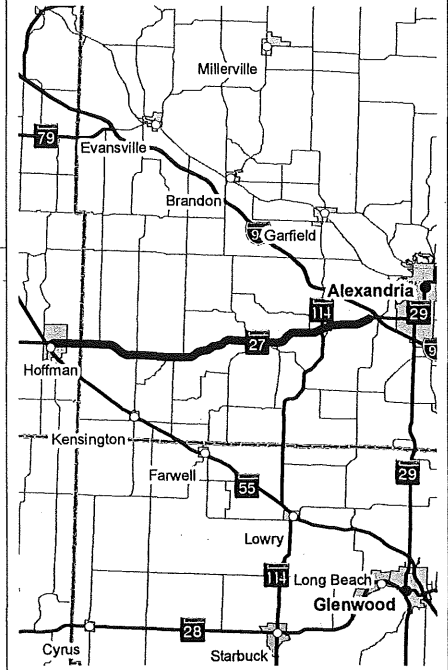 Millerville
79
Evansville
Brandon
9
Garfield
Alexandria
114
29
27
9
Hoffman
Kensington
29
Farwell
55
Lowry
114
Long Beach
Glenwood
28
Cyrus
Starbuck